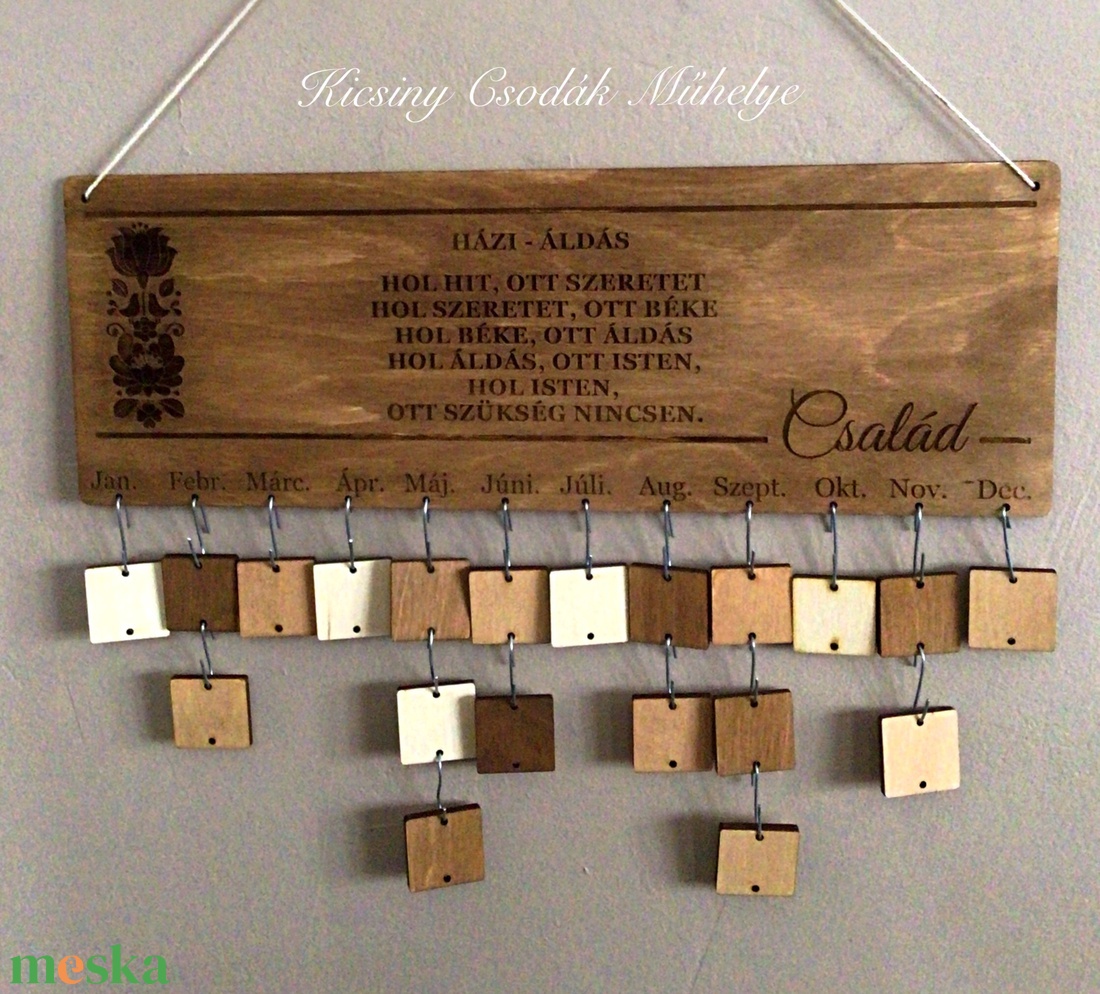 Kicsiny Csodák Műhelye
HÁZI - ÁLDÁS
HOL HIT, OTT SZERETET
HOL SZERETET, OTT BÉKE
HOL BÉKE, OTT ÁLDÁS
HOL ÁLDÁS, OTT ISTEN,
HOL ISTEN,
OTT SZÜKSÉG NINCSEN.
Család
Jan. Febr. Márc. Ápr. Máj. Júni. Júli. Aug. Szept. Okt. Nov. Dec.
meska